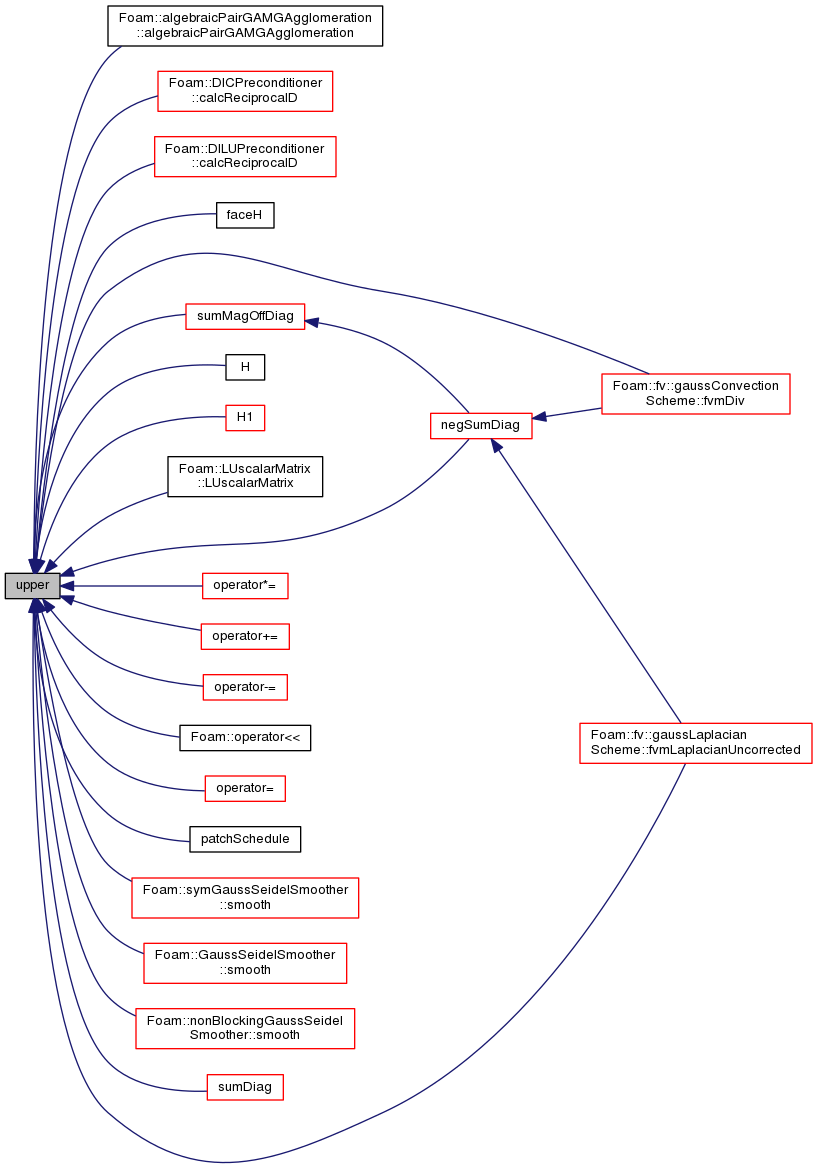 Foam::algebraicPairGAMGAgglomeration
::algebraicPairGAMGAgglomeration
Foam::DICPreconditioner
::calcReciprocalD
Foam::DILUPreconditioner
::calcReciprocalD
faceH
sumMagOffDiag
H
H1
Foam::LUscalarMatrix
::LUscalarMatrix
negSumDiag
Foam::fv::gaussConvection
Scheme::fvmDiv
upper
operator*=
operator+=
operator-=
Foam::operator<<
operator=
patchSchedule
Foam::fv::gaussLaplacian
Scheme::fvmLaplacianUncorrected
Foam::symGaussSeidelSmoother
::smooth
Foam::GaussSeidelSmoother
::smooth
Foam::nonBlockingGaussSeidel
Smoother::smooth
sumDiag